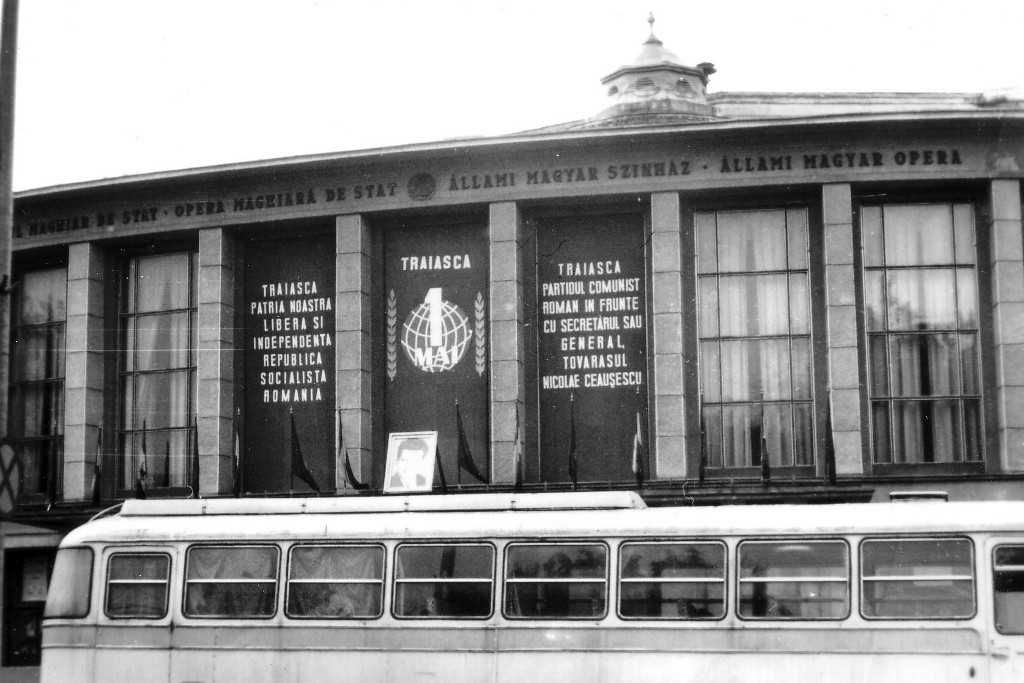 MAGHIAR DE STAT · OPERA MAGHIARĂ DE STAT ÁLLAMI MAGYAR SZINHÁZ · ÁLLAMI MAGYAR OPERA
TRAIASCA
PATRIA NOASTRA
LIBERA SI
INDEPENDENTA
REPUBLICA
SOCIALISTA
ROMANIA
TRAIASCA
1
MAI
TRAIASCA
PARTIDUL COMUNIST
ROMAN IN FRUNTE
CU SECRETARUL SAU
GENERAL,
TOVARASUL
NICOLAE CEAUȘESCU